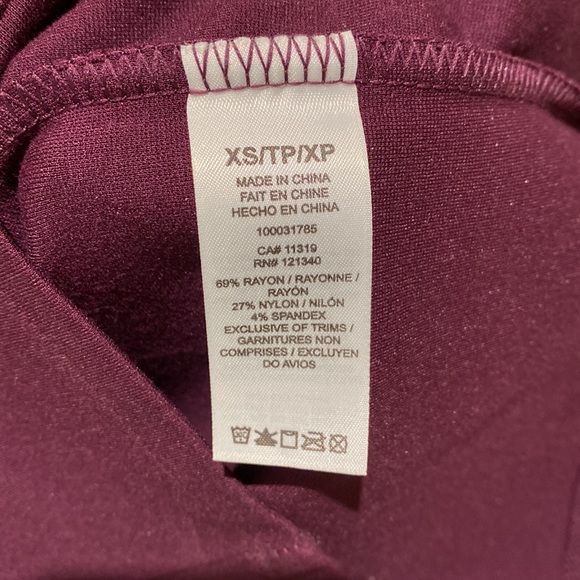 XS/TP/XP
MADE IN CHINA
FAIT EN CHINE
HECHO EN CHINA
100031785
CA# 11319
RN# 121340
69% RAYON / RAYONNE /
RAYÓN
27% NYLON / NILÓN
4% SPANDEX
EXCLUSIVE OF TRIMS /
GARNITURES NON
COMPRISES / EXCLUYEN
DO AVIOS